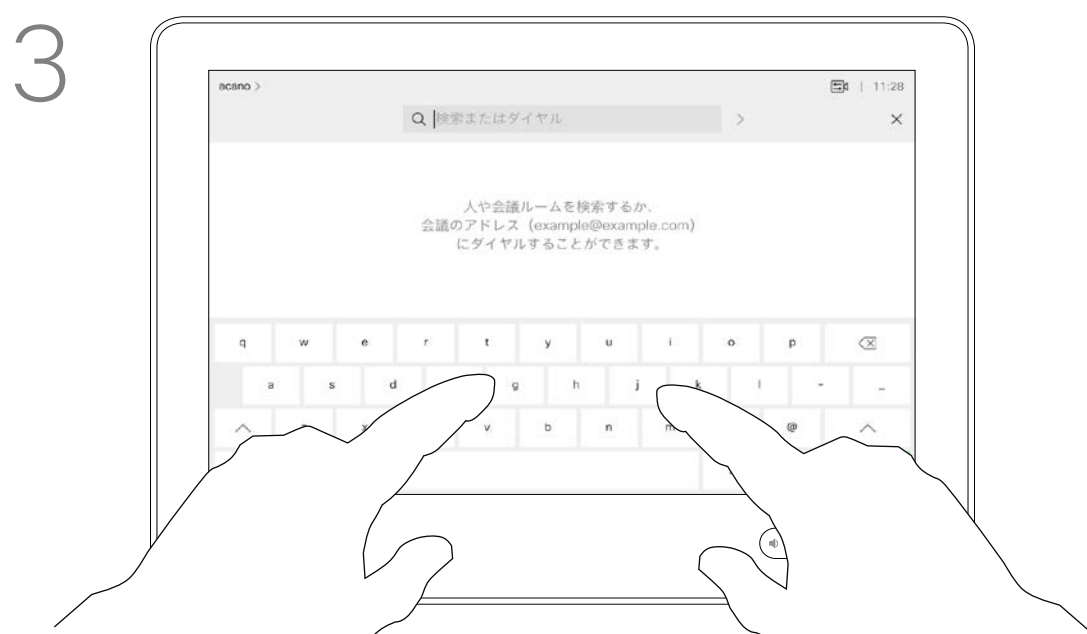 3
acano >
| 11:28
検索またはダイヤル >
人や会議ルームを検索するか、
会議のアドレス (example@example.com)
にダイヤルすることができます。
q w e r t y u i o p
a s d g h j k l - _
v b n m @